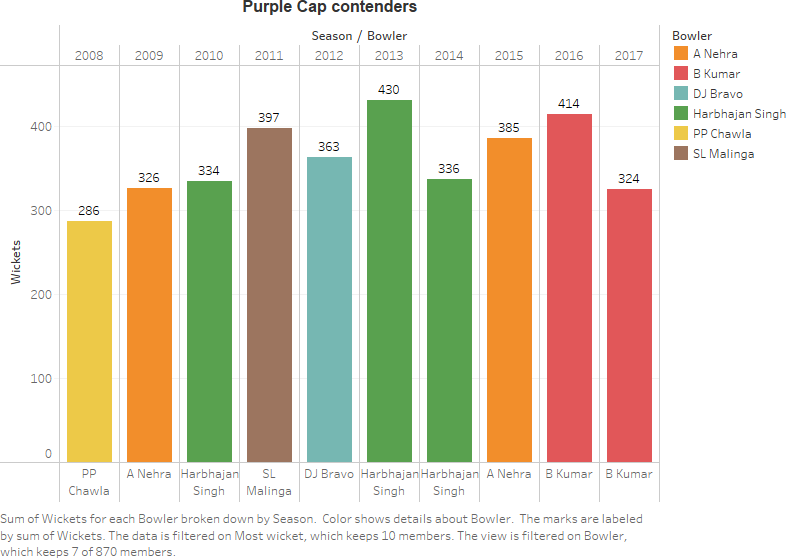 Purple Cap contenders
Season / Bowler
2008 2009 2010 2011 2012 2013 2014 2015 2016 2017
Bowler
A Nehra
B Kumar
DJ Bravo
Harbhajan Singh
PP Chawla
SL Malinga
Wickets
400
300
200
100
0
286
326
334
397
363
430
336
385
414
324
PP Chawla
A Nehra
Harbhajan Singh
SL Malinga
DJ Bravo
Harbhajan Singh
Harbhajan Singh
A Nehra
B Kumar
B Kumar
Sum of Wickets for each Bowler broken down by Season.  Color shows details about Bowler.  The marks are labeled
by sum of Wickets. The data is filtered on Most wicket, which keeps 10 members. The view is filtered on Bowler,
which keeps 7 of 870 members.